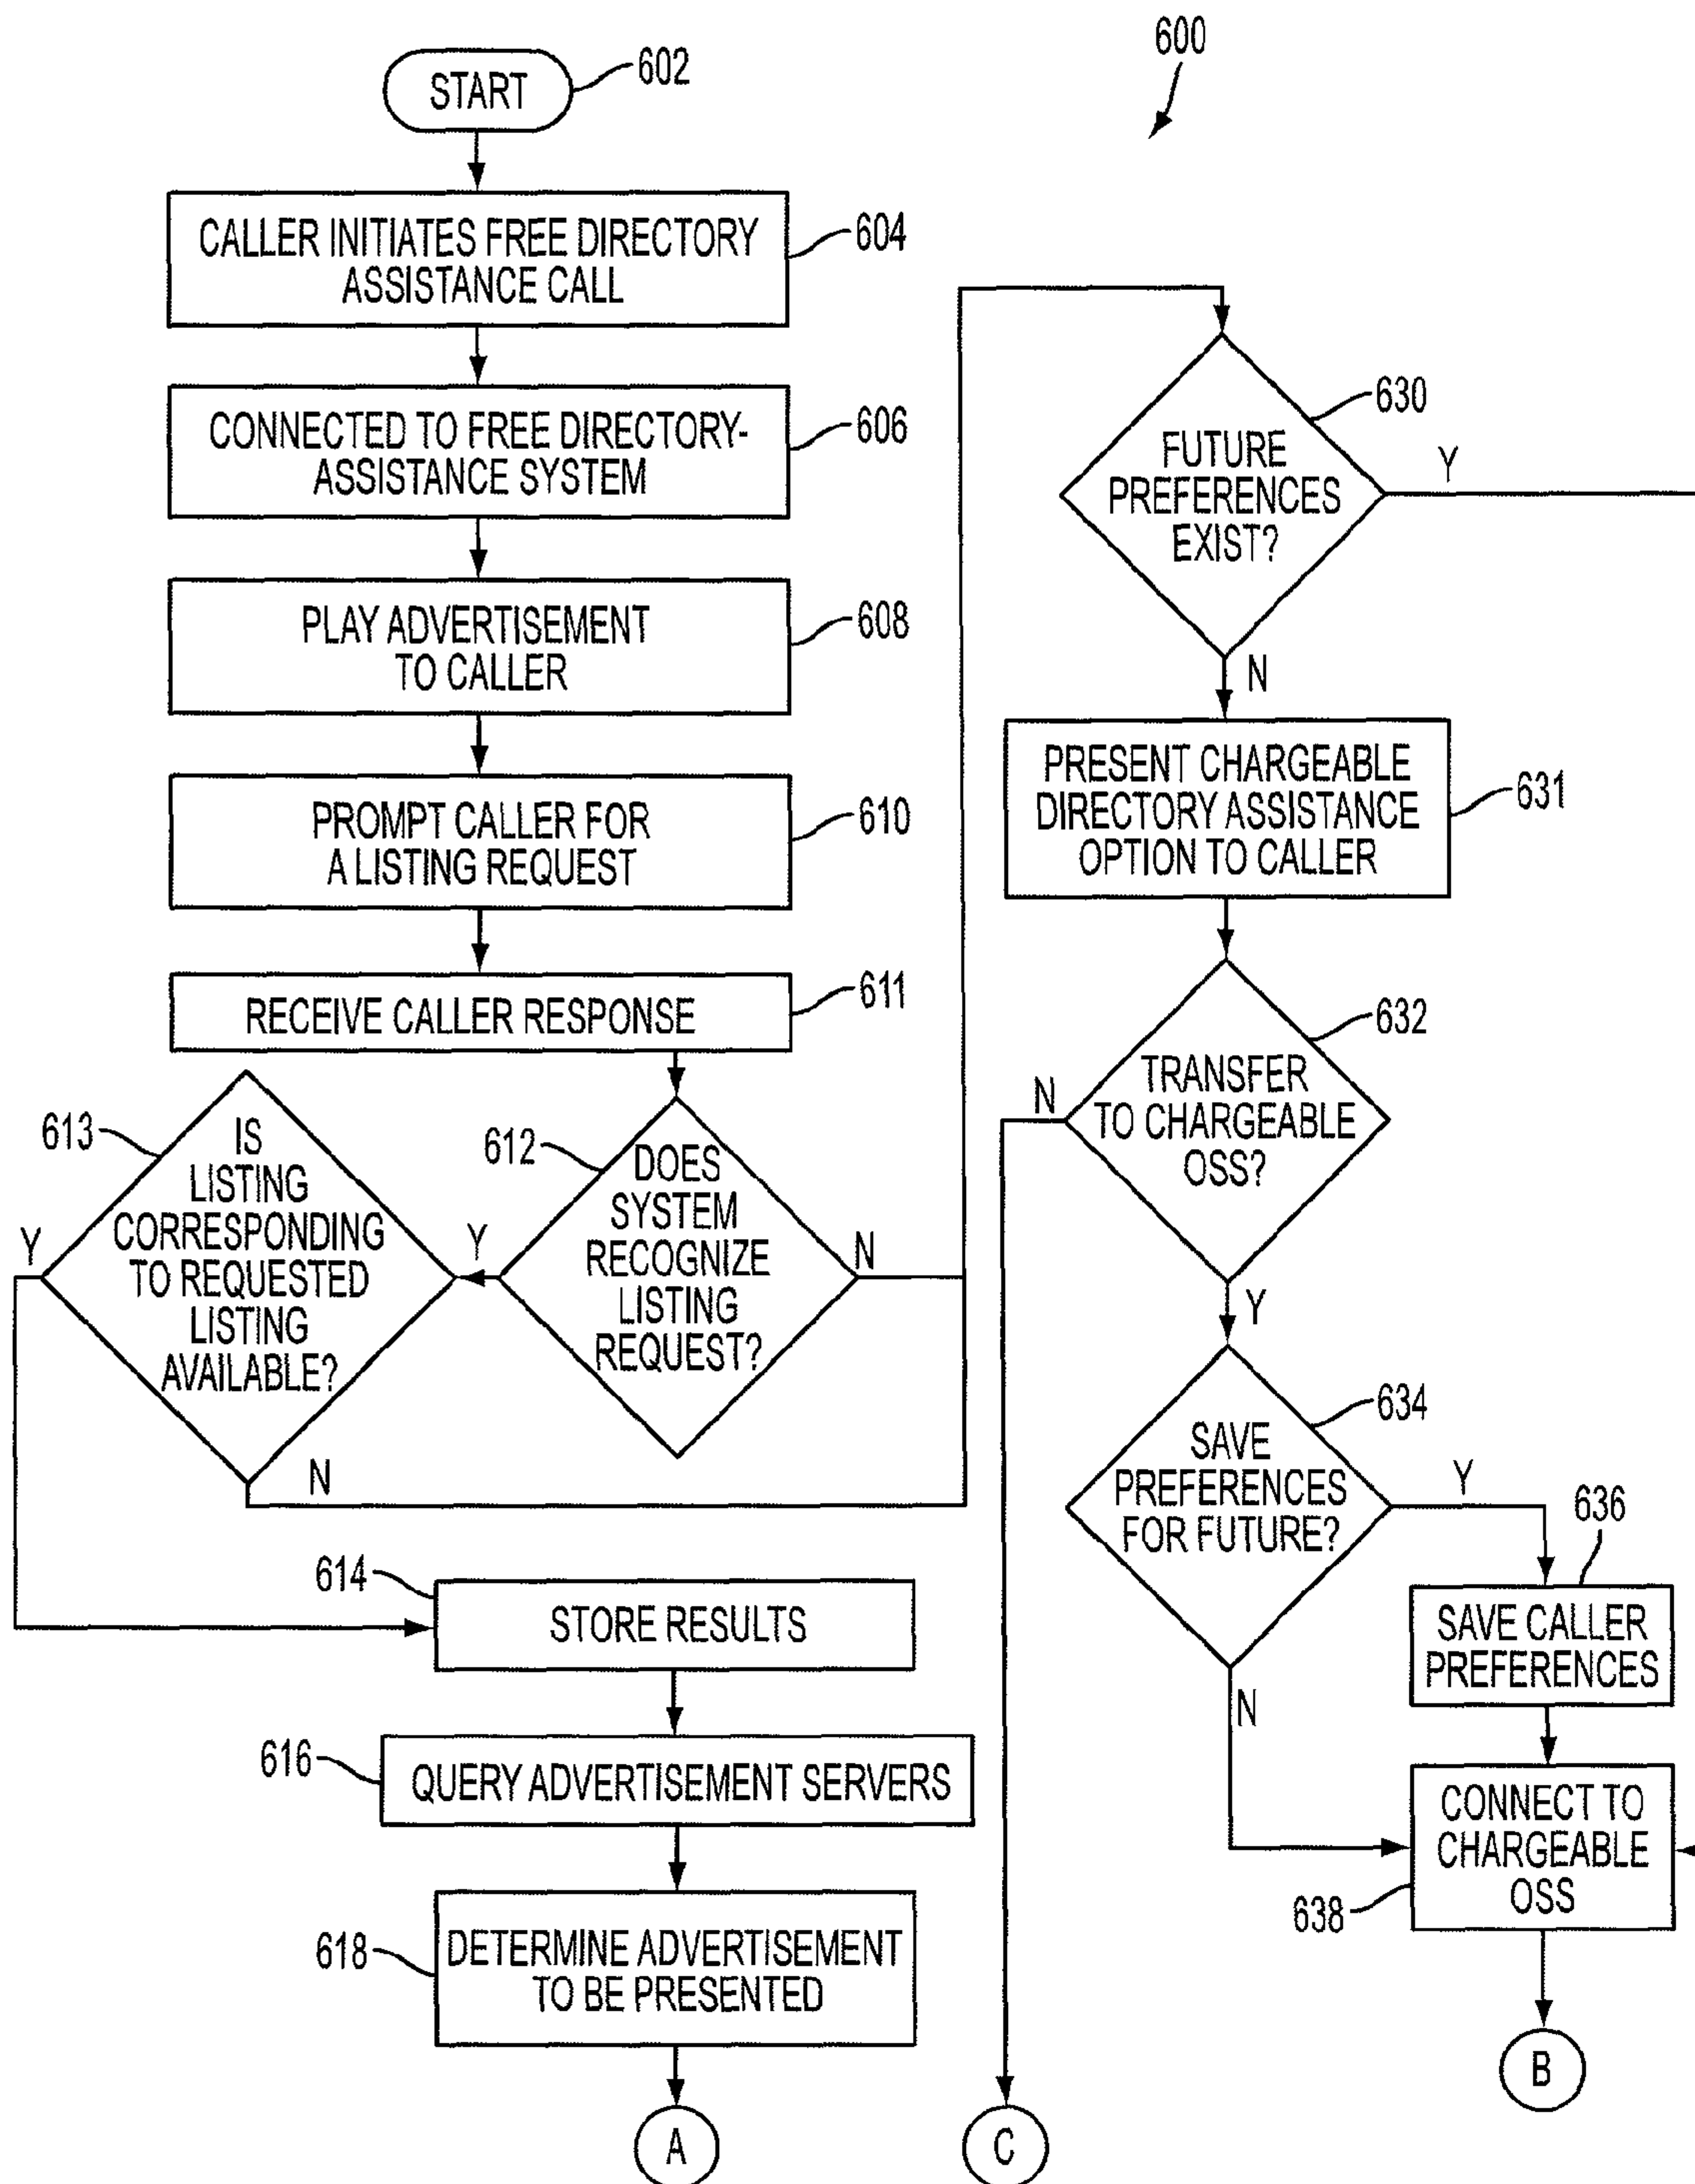 600
START
602
CALLER INITIATES FREE DIRECTORY
ASSISTANCE CALL
604
CONNECTED TO FREE DIRECTORY-
ASSISTANCE SYSTEM
606
PLAY ADVERTISEMENT
TO CALLER
608
PROMPT CALLER FOR
A LISTING REQUEST
610
RECEIVE CALLER RESPONSE
611
612
DOES
SYSTEM
RECOGNIZE
LISTING
REQUEST?
Y
N
613
IS
LISTING
CORRESPONDING
TO REQUESTED
LISTING
AVAILABLE?
Y
N
614
STORE RESULTS
616
QUERY ADVERTISEMENT SERVERS
618
DETERMINE ADVERTISEMENT
TO BE PRESENTED
A
630
FUTURE
PREFERENCES
EXIST?
Y
N
PRESENT CHARGEABLE
DIRECTORY ASSISTANCE
OPTION TO CALLER
631
632
TRANSFER
TO CHARGEABLE
OSS?
N
Y
634
SAVE
PREFERENCES
FOR FUTURE?
Y
N
636
SAVE CALLER
PREFERENCES
CONNECT TO
CHARGEABLE
OSS
638
C
B